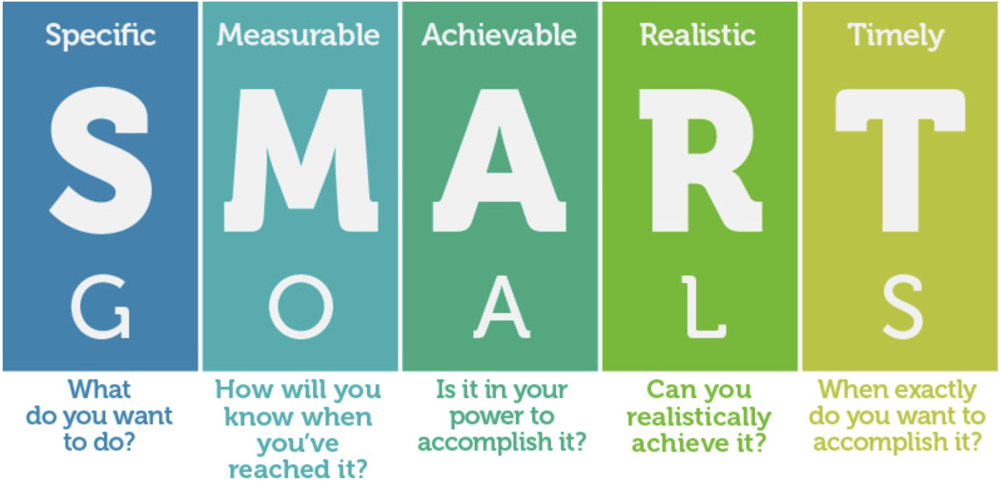 Specific Measurable Achievable Realistic Timely
S M A R T
G O A L S
What
do you want
to do?
How will you
know when
you've
reached it?
Is it in your
power to
accomplish it?
Can you
realistically
achieve it?
When exactly
do you want to
accomplish it?